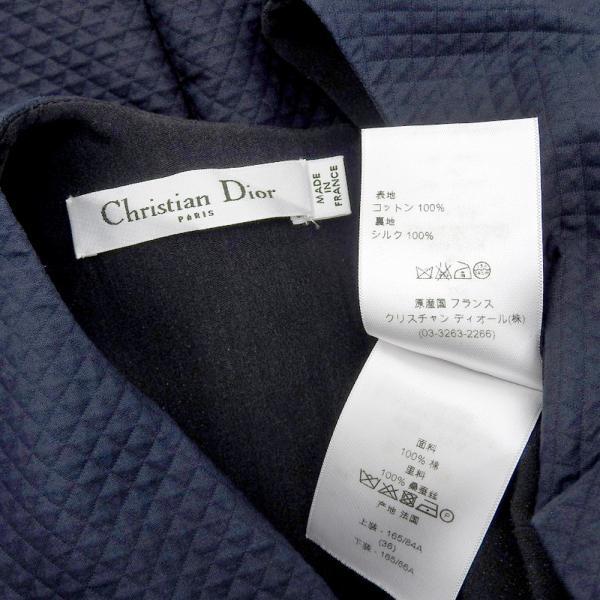 Christian Dior
PARIS
MADE
IN
FRANCE
表地
コットン 100%
裏地
シルク 100%
原産国 フランス
クリスチャン ディオール(株)
(03-3263-2266)
面料
100% 棉
里料
100% 桑蚕丝
产地 法国
上装 - 165/84A
(36)
下装 - 165/66A